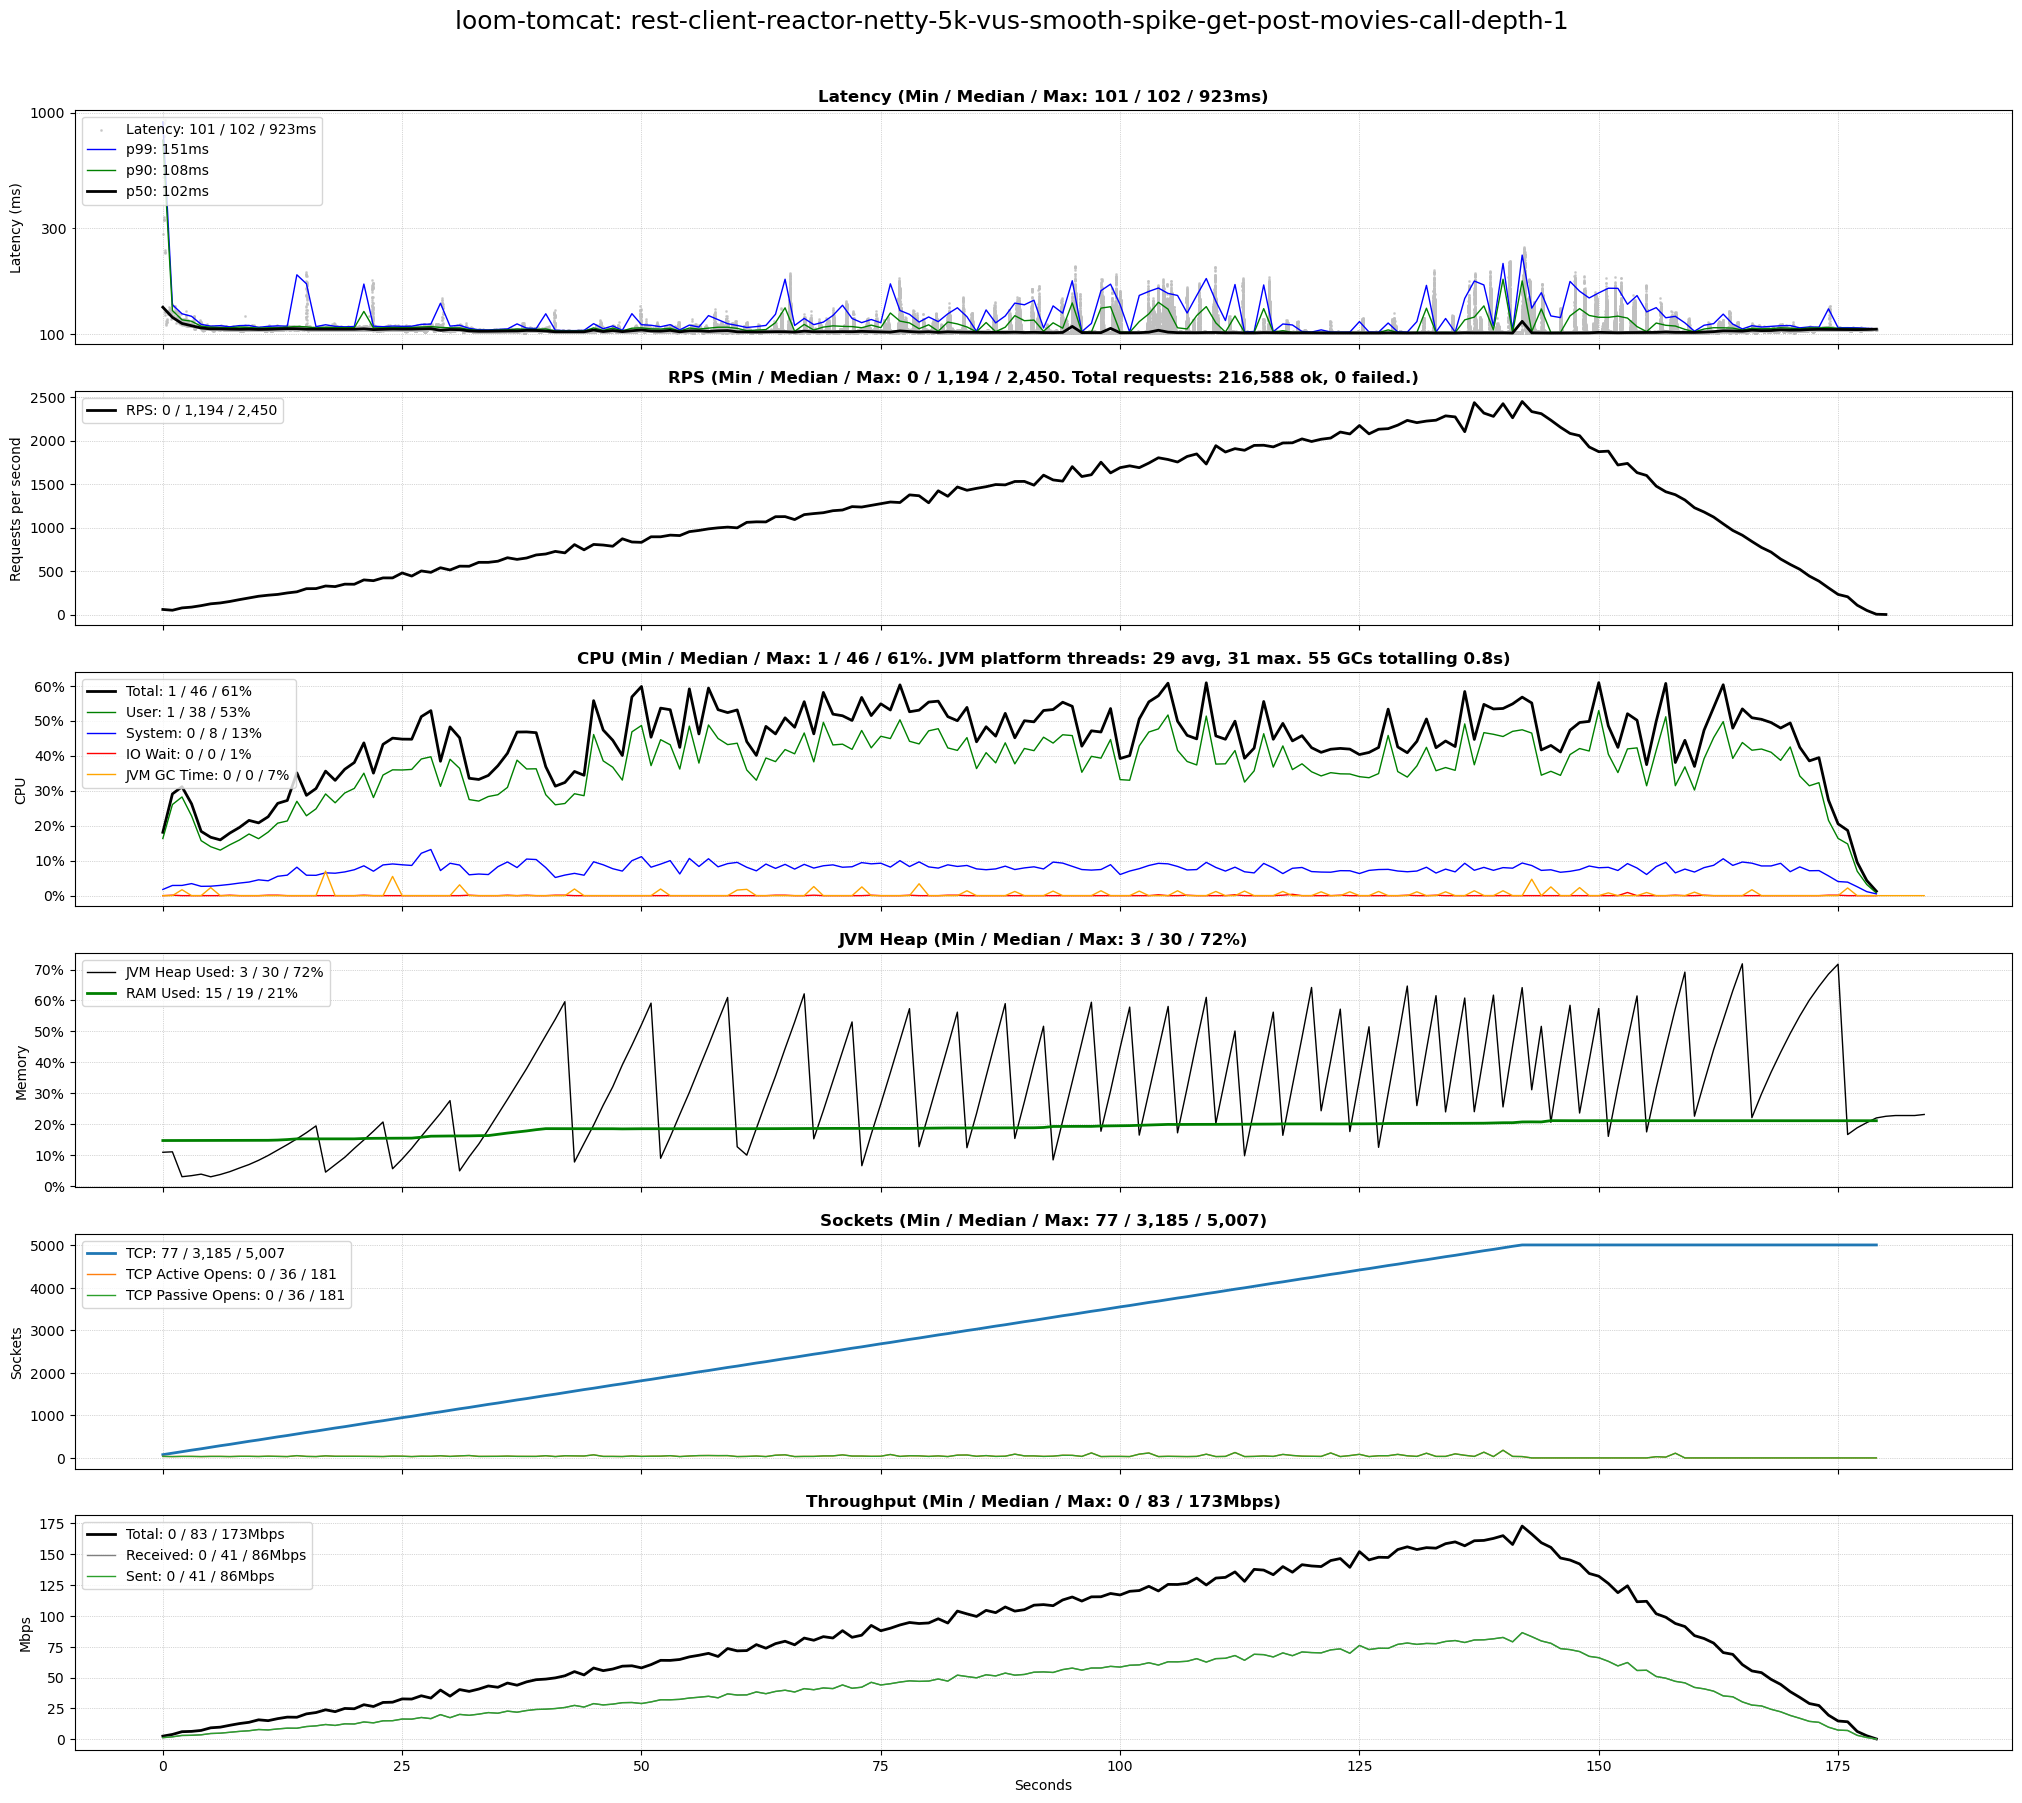 loom-tomcat: rest-client-reactor-netty-5k-vus-smooth-spike-get-post-movies-call-depth-1
Latency (Min / Median / Max: 101 / 102 / 923ms)
Latency: 101 / 102 / 923ms
p99: 151ms
p90: 108ms
p50: 102ms
Latency (ms)
1000
300
100
RPS (Min / Median / Max: 0 / 1,194 / 2,450. Total requests: 216,588 ok, 0 failed.)
RPS: 0 / 1,194 / 2,450
Requests per second
2500
2000
1500
1000
500
0
CPU (Min / Median / Max: 1 / 46 / 61%. JVM platform threads: 29 avg, 31 max. 55 GCs totalling 0.8s)
Total: 1 / 46 / 61%
User: 1 / 38 / 53%
System: 0 / 8 / 13%
IO Wait: 0 / 0 / 1%
JVM GC Time: 0 / 0 / 7%
CPU
60%
50%
40%
30%
20%
10%
0%
JVM Heap (Min / Median / Max: 3 / 30 / 72%)
JVM Heap Used: 3 / 30 / 72%
RAM Used: 15 / 19 / 21%
Memory
70%
60%
50%
40%
30%
20%
10%
0%
Sockets (Min / Median / Max: 77 / 3,185 / 5,007)
TCP: 77 / 3,185 / 5,007
TCP Active Opens: 0 / 36 / 181
TCP Passive Opens: 0 / 36 / 181
Sockets
5000
4000
3000
2000
1000
0
Throughput (Min / Median / Max: 0 / 83 / 173Mbps)
Total: 0 / 83 / 173Mbps
Received: 0 / 41 / 86Mbps
Sent: 0 / 41 / 86Mbps
Mbps
175
150
125
100
75
50
25
0
0 25 50 75 100 125 150 175
Seconds